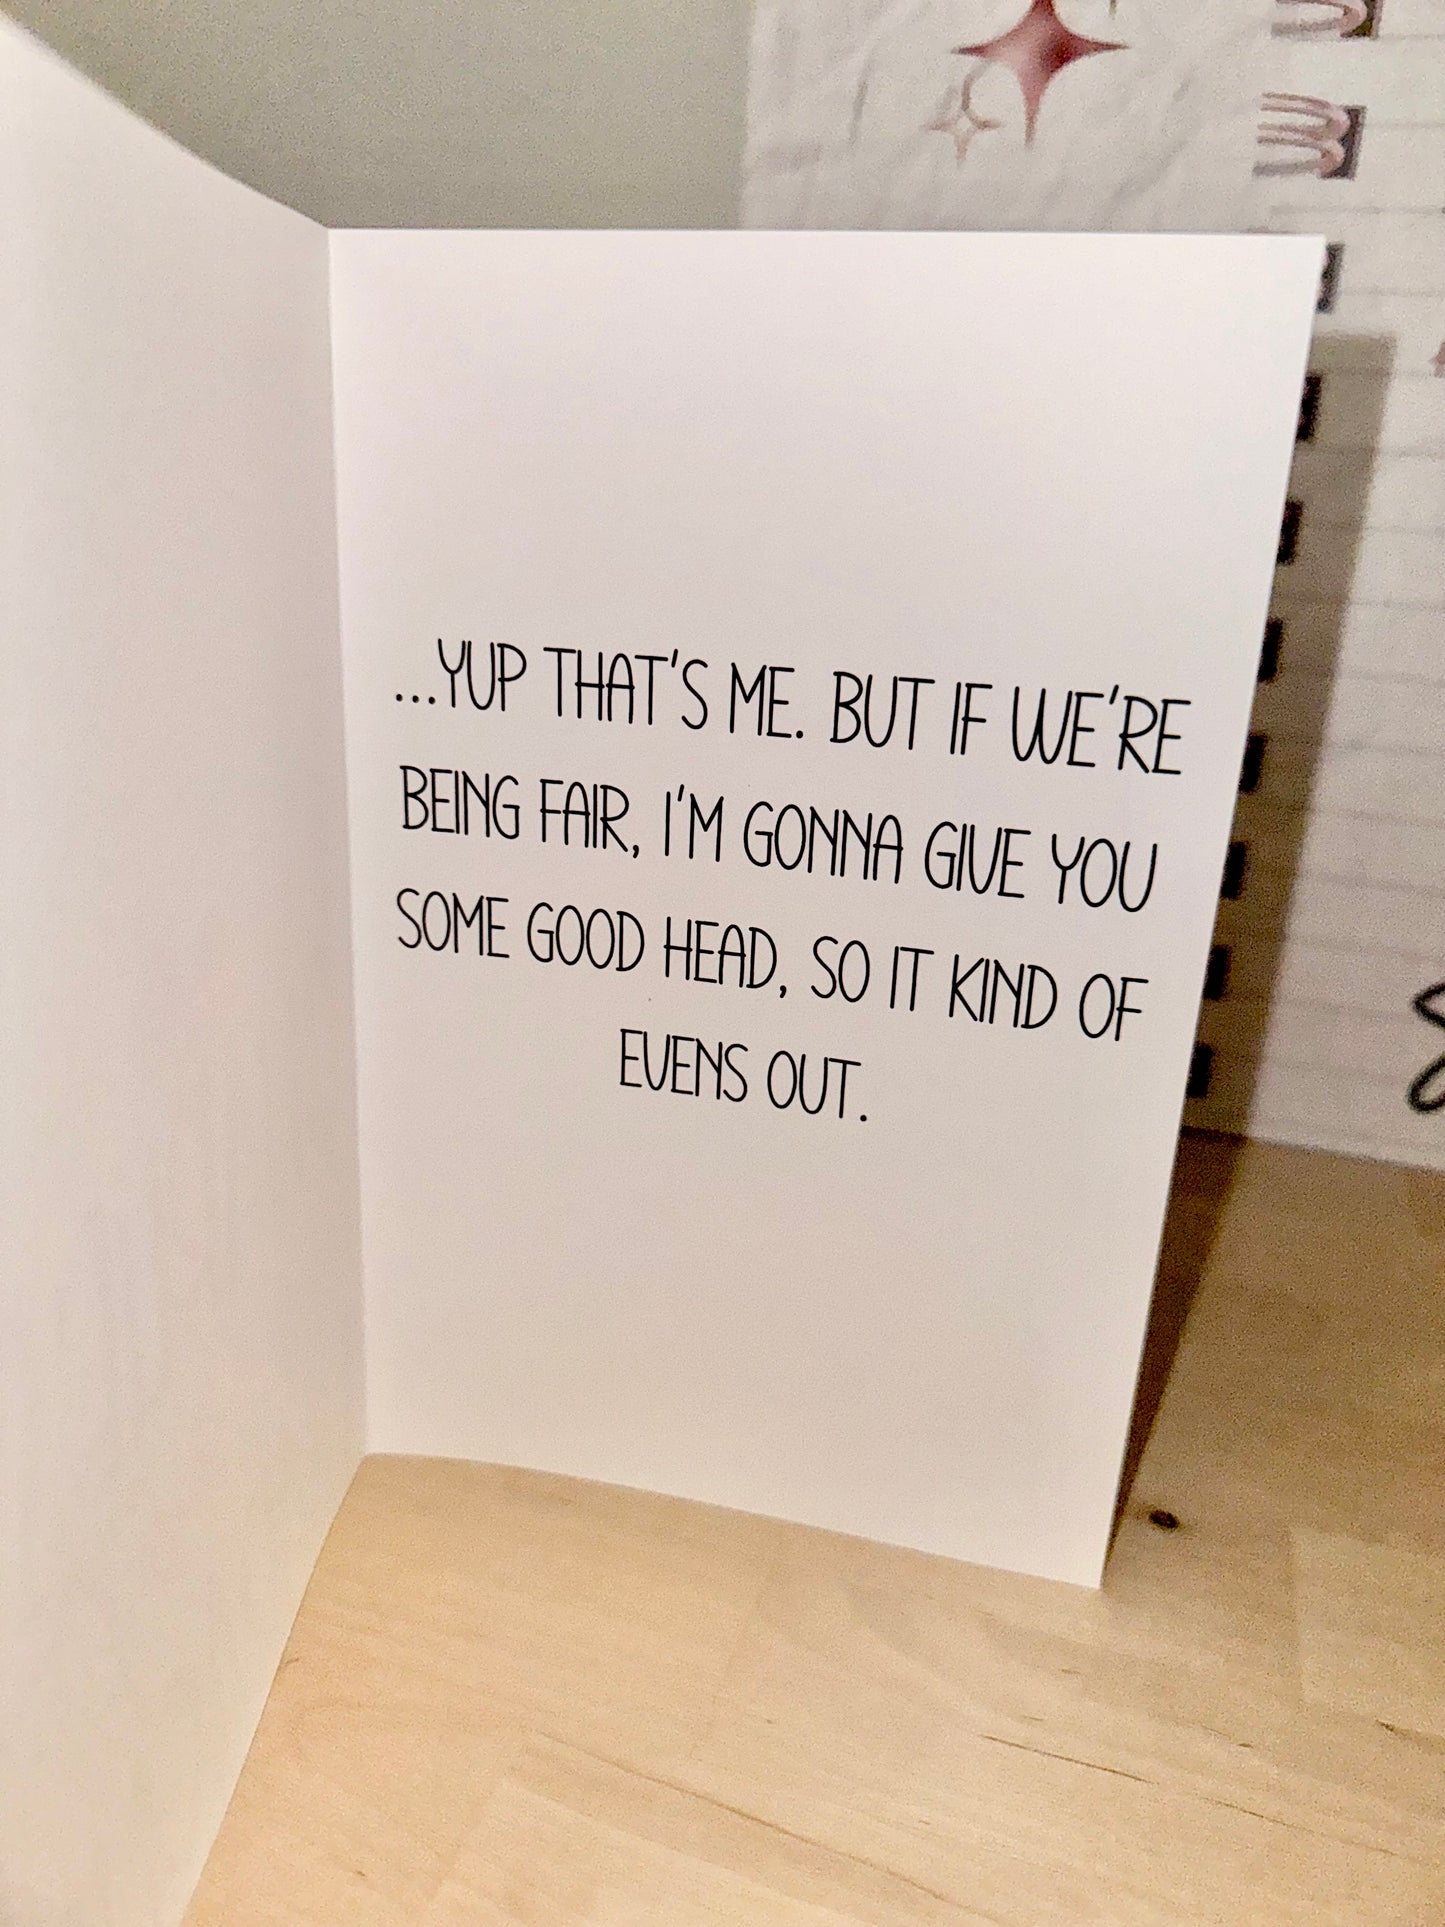 ...YUP THAT'S ME. BUT IF WE'RE
BEING FAIR, I'M GONNA GIVE YOU
SOME GOOD HEAD, SO IT KIND OF
EVENS OUT.